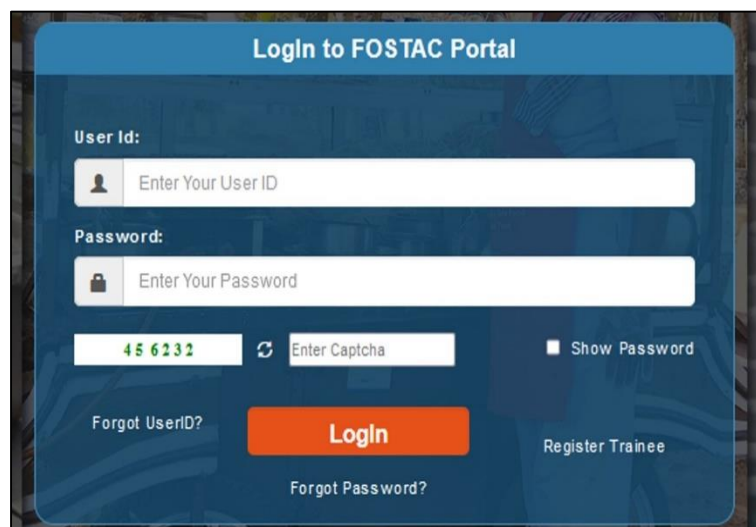 LogIn to FOSTAC Portal
User Id:
Enter Your User ID
Password:
Enter Your Password
45 6232
Enter Captcha
Show Password
Forgot UserID?
LogIn
Register Trainee
Forgot Password?